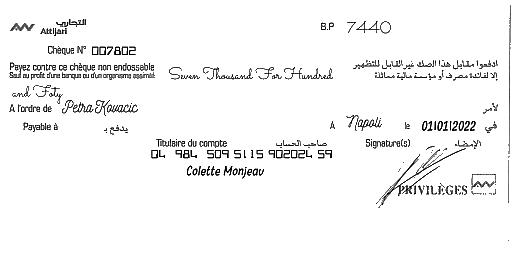 التجاري
Attijari
B.P 7440
Chèque N° 007802
Payez contre ce chèque non endossable
Sauf au profit d'une banque ou d'un organisme assimilé
Seven Thousand For Hundred
ادفعوا مقابل هذا الصك غير القابل للتظهير
إلا لفائدة مصرف أو مؤسسة مالية مماثلة
and Foty
A l'ordre de Petra Kovacic
لأمر
Payable à
يدفع بـ
A Napoli le 01/01/2022 في
Titulaire du compte صاحب الحساب
Signature(s) الإمضاء
04 984 509 5115 902024 59
Colette Monjeau
PRIVILÈGES